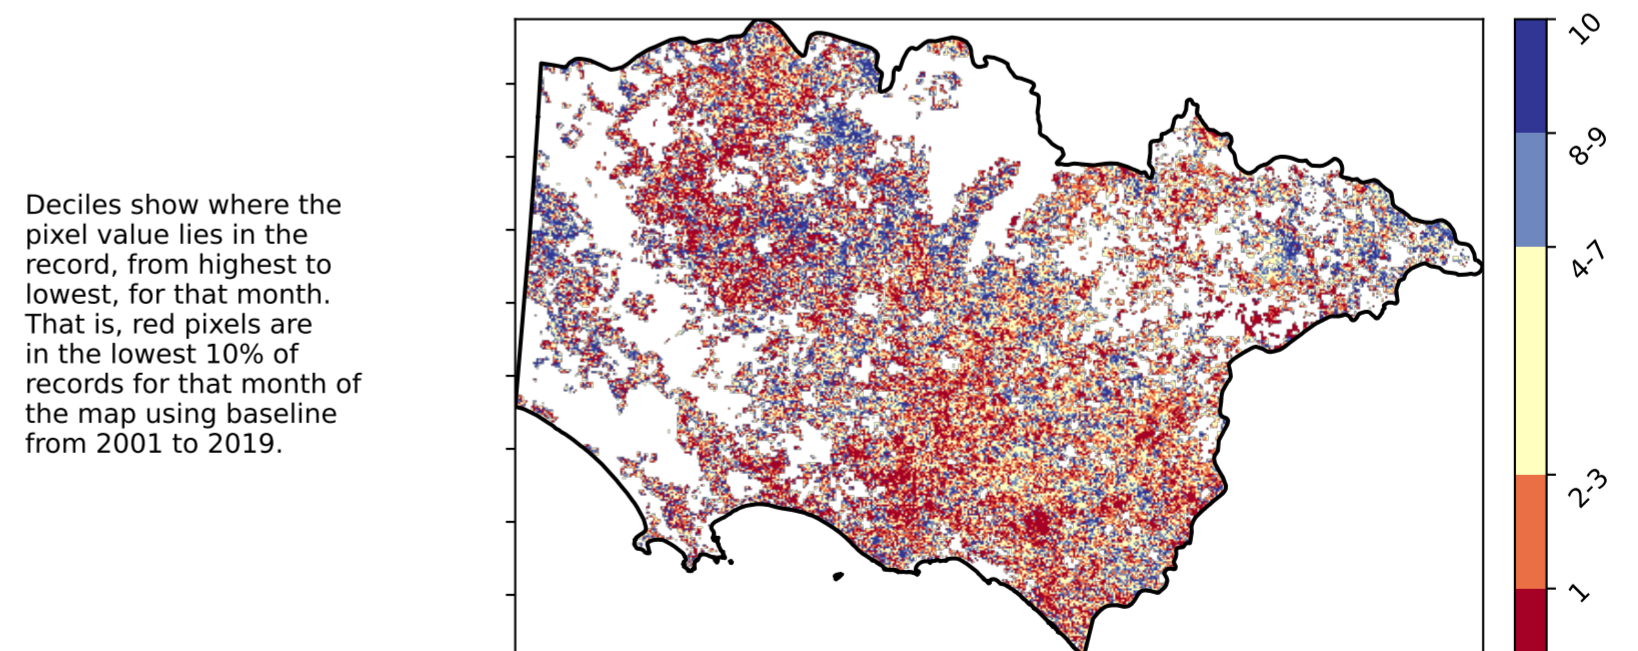 Deciles show where the
pixel value lies in the
record, from highest to
lowest, for that month.
That is, red pixels are
in the lowest 10% of
records for that month of
the map using baseline
from 2001 to 2019.
10
8-9
4-7
2-3
1